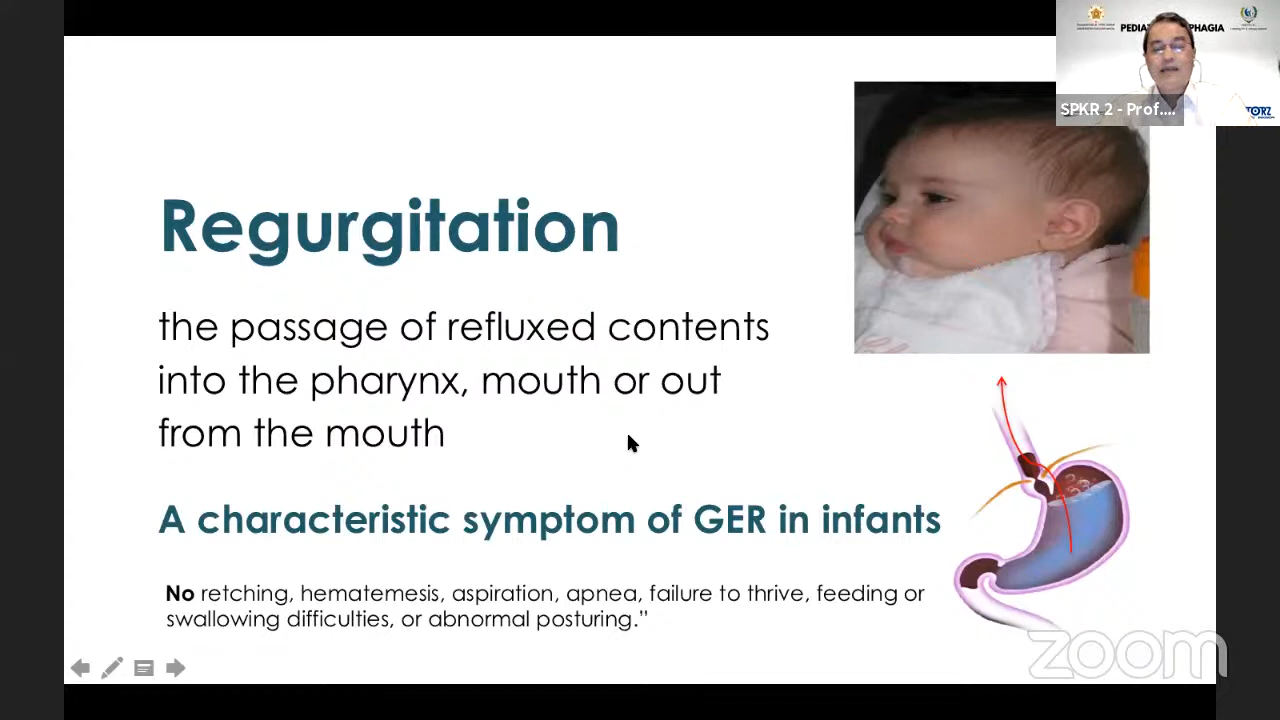 PEDIA
PHAGIA
SPKR 2 - Prof....
TORZ
Regurgitation
the passage of refluxed contents
into the pharynx, mouth or out
from the mouth
A characteristic symptom of GER in infants
No retching, hematemesis, aspiration, apnea, failure to thrive, feeding or
swallowing difficulties, or abnormal posturing.”
zoom